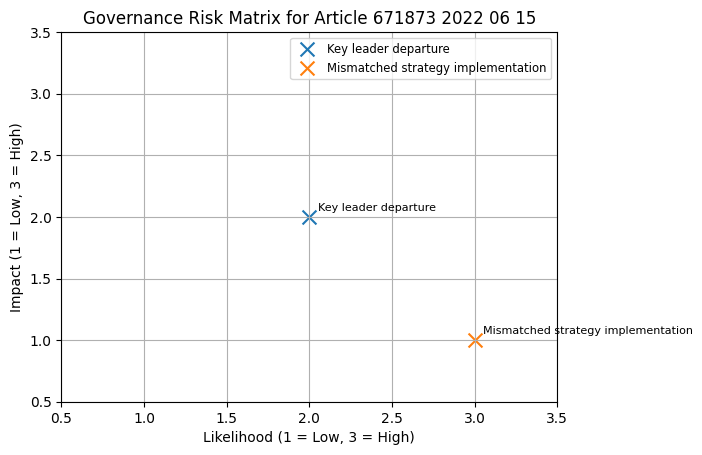 Governance Risk Matrix for Article 671873 2022 06 15
3.5
Key leader departure
Mismatched strategy implementation
3.0
2.5
Impact (1 = Low, 3 = High)
2.0
Key leader departure
1.5
Mismatched strategy implementation
1.0
0.5
0.5 1.0 1.5 2.0 2.5 3.0 3.5
Likelihood (1 = Low, 3 = High)